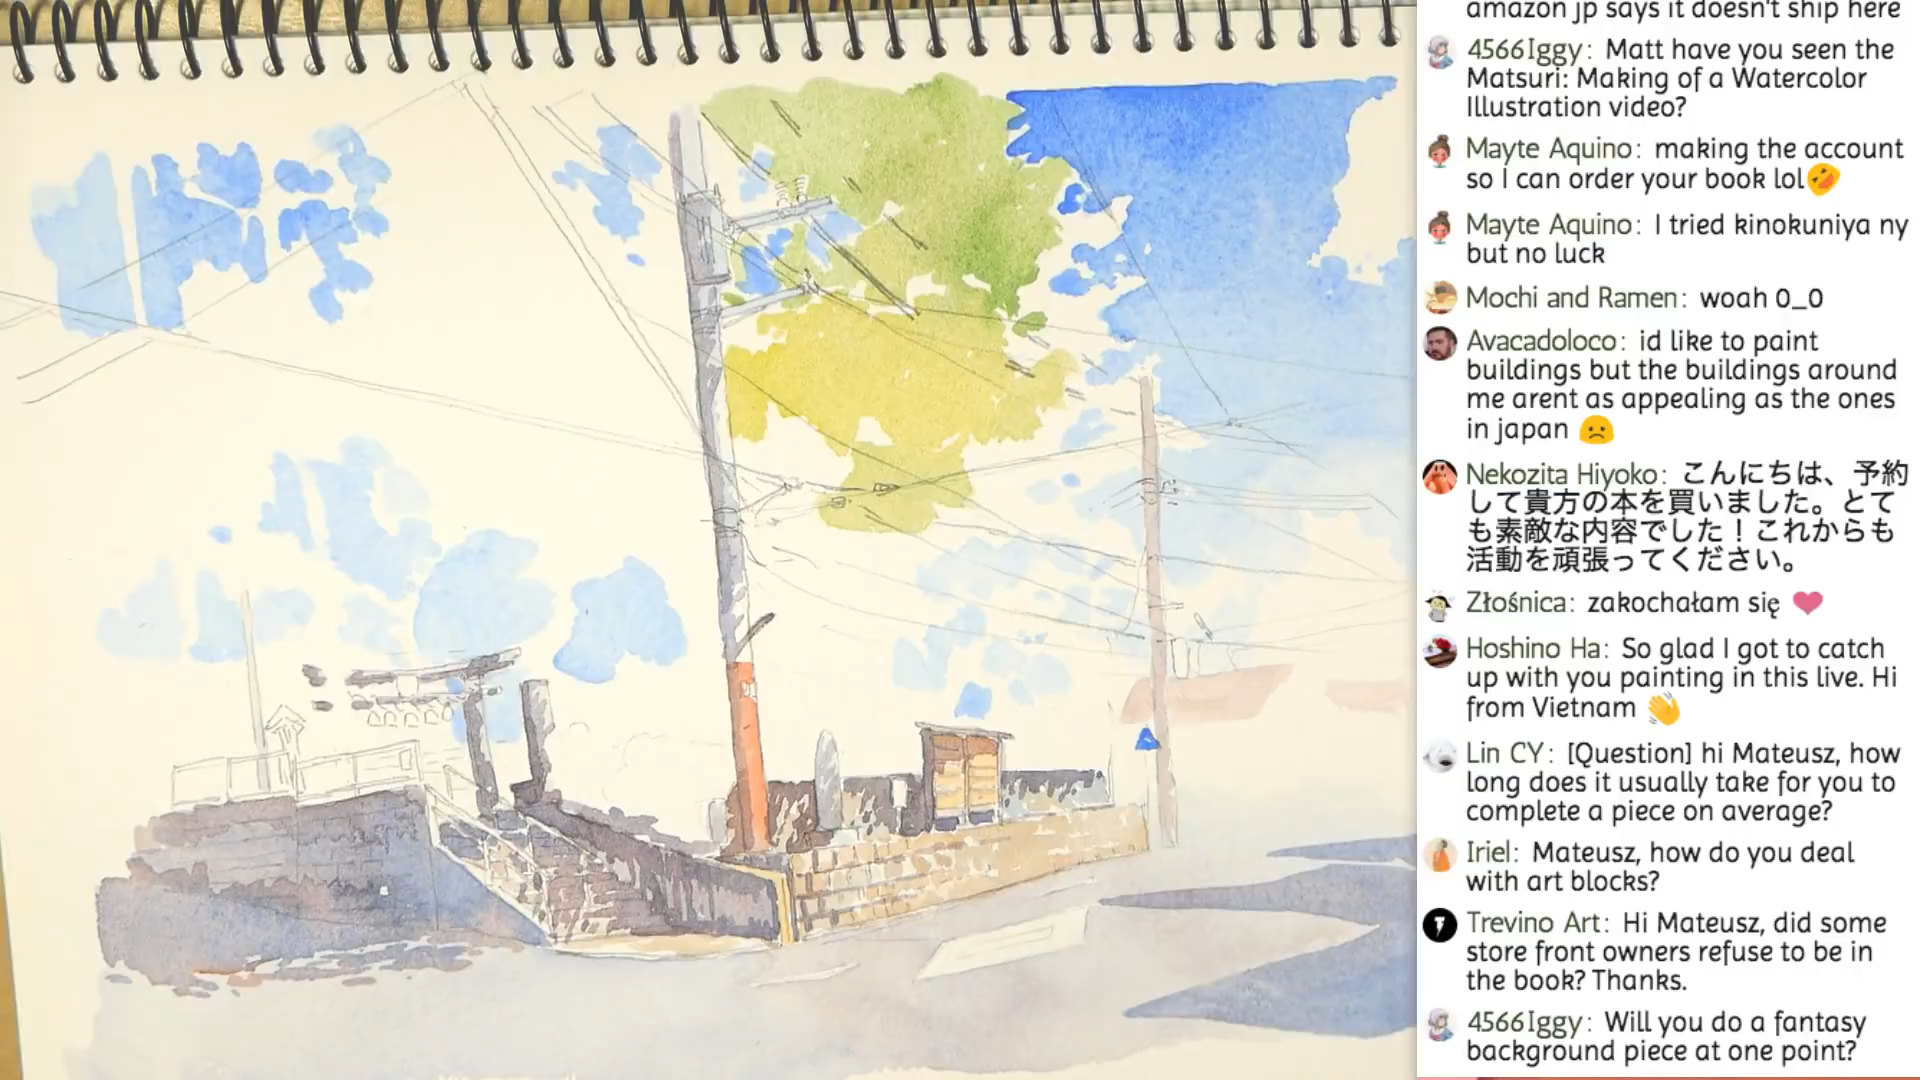 amazon jp says it doesn't ship here
4566Iggy: Matt have you seen the
Matsuri: Making of a Watercolor
Illustration video?
Mayte Aquino: making the account
so I can order your book lol🤣
Mayte Aquino: I tried kinokuniya ny
but no luck
Mochi and Ramen: woah 0_0
Avacadoloco: id like to paint
buildings but the buildings around
me arent as appealing as the ones
in japan ☹️
Nekozita Hiyoko: こんにちは、予約
して貴方の本を買いました。とて
も素敵な内容でした！これからも
活動を頑張ってください。
Złośnica: zakochałam się ❤️
Hoshino Ha: So glad I got to catch
up with you painting in this live. Hi
from Vietnam 👋
Lin CY: [Question] hi Mateusz, how
long does it usually take for you to
complete a piece on average?
Iriel: Mateusz, how do you deal
with art blocks?
Trevino Art: Hi Mateusz, did some
store front owners refuse to be in
the book? Thanks.
4566Iggy: Will you do a fantasy
background piece at one point?